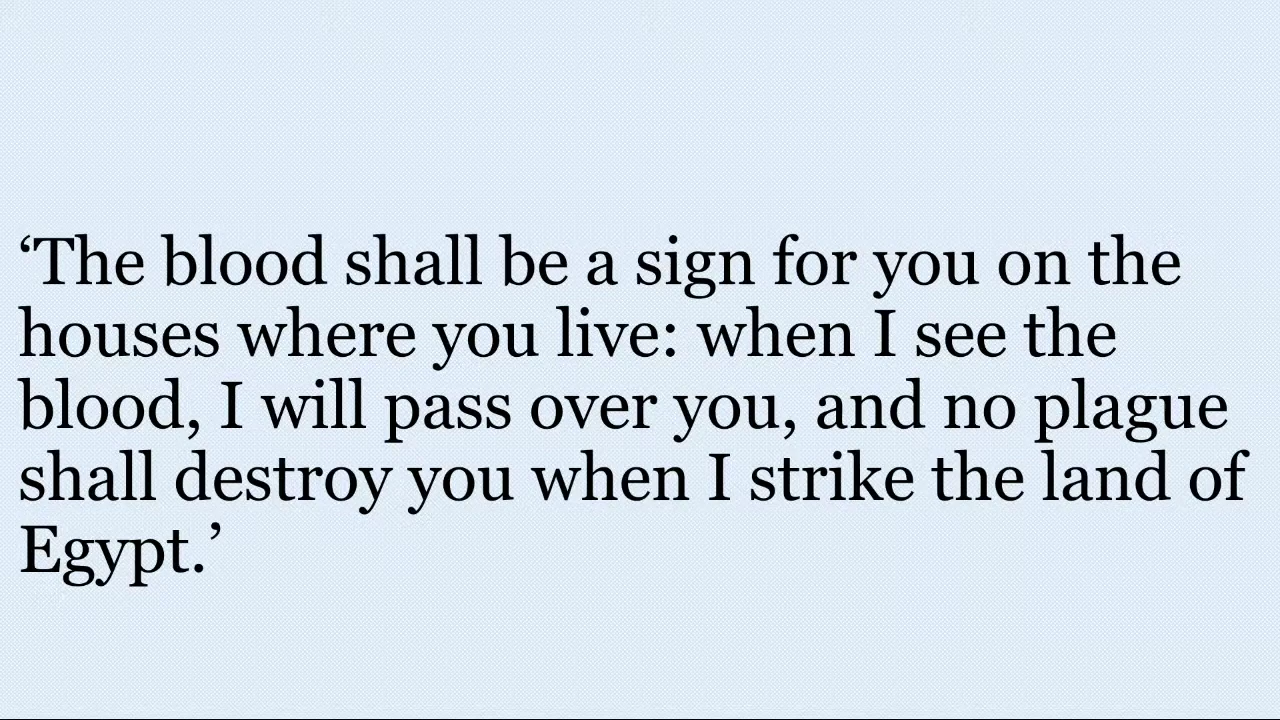 ‘The blood shall be a sign for you on the
houses where you live: when I see the
blood, I will pass over you, and no plague
shall destroy you when I strike the land of
Egypt.’